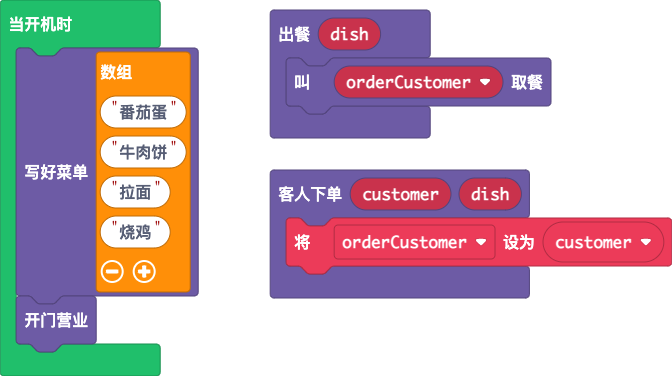 当开机时
写好菜单
数组
"番茄蛋"
"牛肉饼"
"拉面"
"烧鸡"
开门营业
出餐 dish
叫 orderCustomer 取餐
客人下单 customer dish
将 orderCustomer 设为 customer